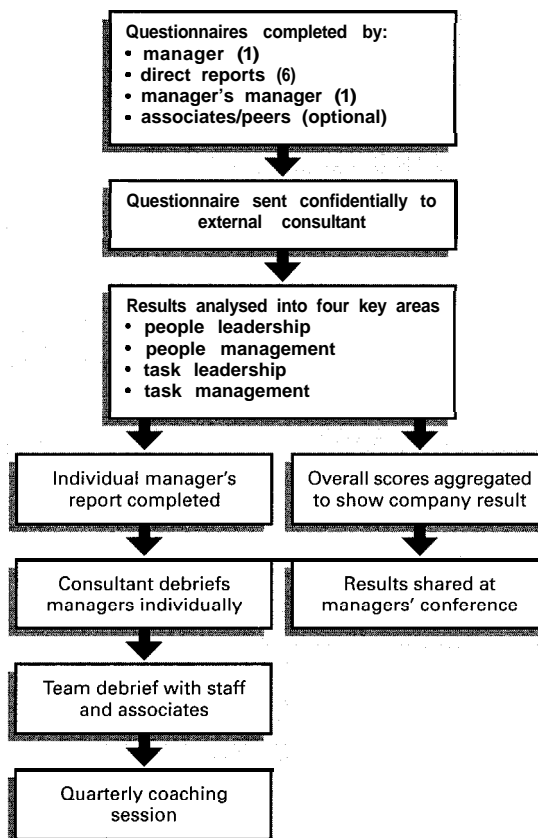 Questionnaires completed by:
• manager (1)
• direct reports (6)
• manager's manager (1)
• associates/peers (optional)
Questionnaire sent confidentially to
external consultant
Results analysed into four key areas
• people leadership
• people management
• task leadership
• task management
Individual manager's
report completed
Overall scores aggregated
to show company result
Consultant debriefs
managers individually
Results shared at
managers' conference
Team debrief with staff
and associates
Quarterly coaching
session